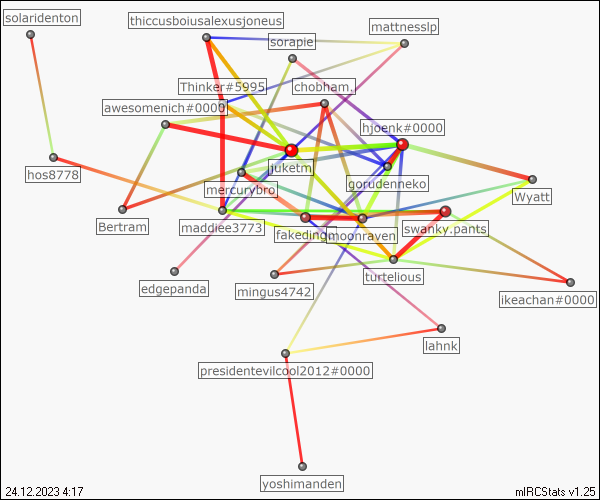 solaridenton
thiccusboiusalexusjoneus
mattnesslp
sorapie
Thinker#5995
chobham.
awesomenich#0000
hjoenk#0000
juketm
hos8778
mercurybro
gorudenneko
Wyatt
Bertram
maddiee3773
fakeding
moonraven
swanky.pants
edgepanda
mingus4742
turtelious
ikeachan#0000
lahnk
presidentevilcool2012#0000
yoshimanden
24.12.2023 4:17
mIRCStats v1.25